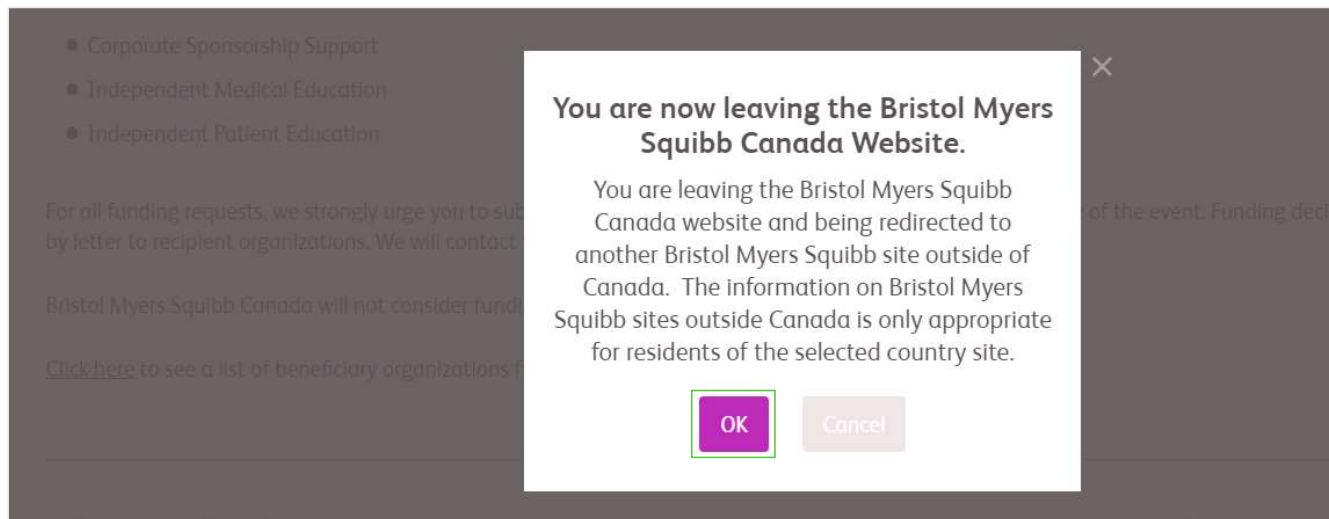 Corporate Sponsorship Support
Independent Medical Education
Independent Patient Education
For all funding requests, we strongly urge you to sub
of the event. Funding deci
by letter to recipient organizations. We will contact
Bristol Myers Squibb Canada will not consider fundi
Click here to see a list of beneficiary organizations f
You are now leaving the Bristol Myers
Squibb Canada Website.
You are leaving the Bristol Myers Squibb
Canada website and being redirected to
another Bristol Myers Squibb site outside of
Canada. The information on Bristol Myers
Squibb sites outside Canada is only appropriate
for residents of the selected country site.
OK
Cancel